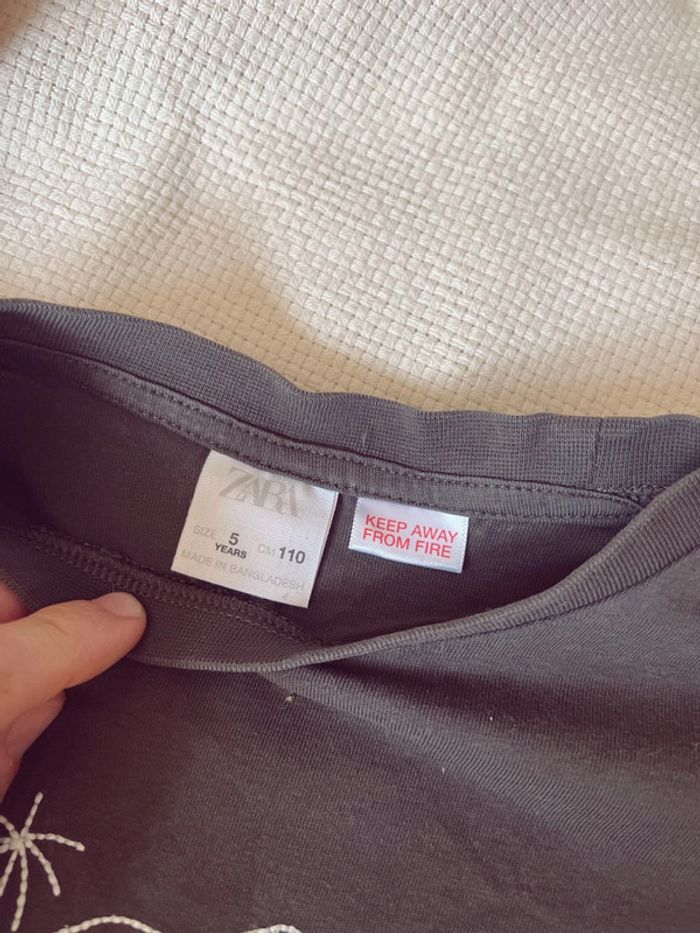 ZARA
SIZE 5 YEARS CM 110
MADE IN BANGLADESH
KEEP AWAY
FROM FIRE